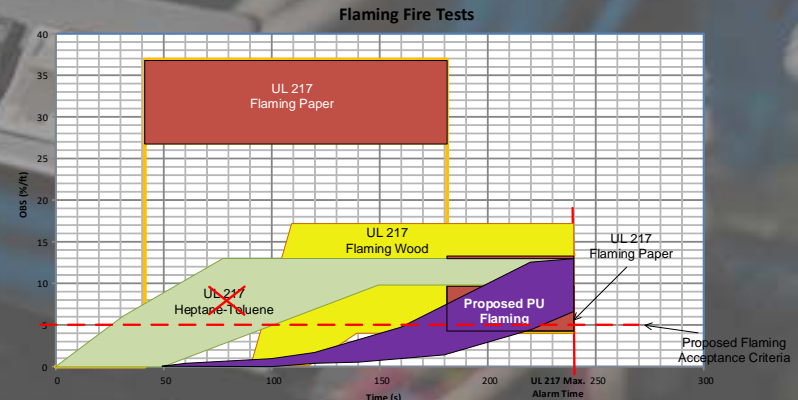 Flaming Fire Tests
40
35
30
25
20
15
10
5
0
OBS (%/ft)
UL 217
Flaming Paper
UL 217
Flaming Wood
UL 217
Heptane-Toluene
Proposed PU
Flaming
UL 217
Flaming Paper
Proposed Flaming
Acceptance Criteria
0
50
100
150
200
UL 217 Max.
Alarm Time
250
300
Time (s)